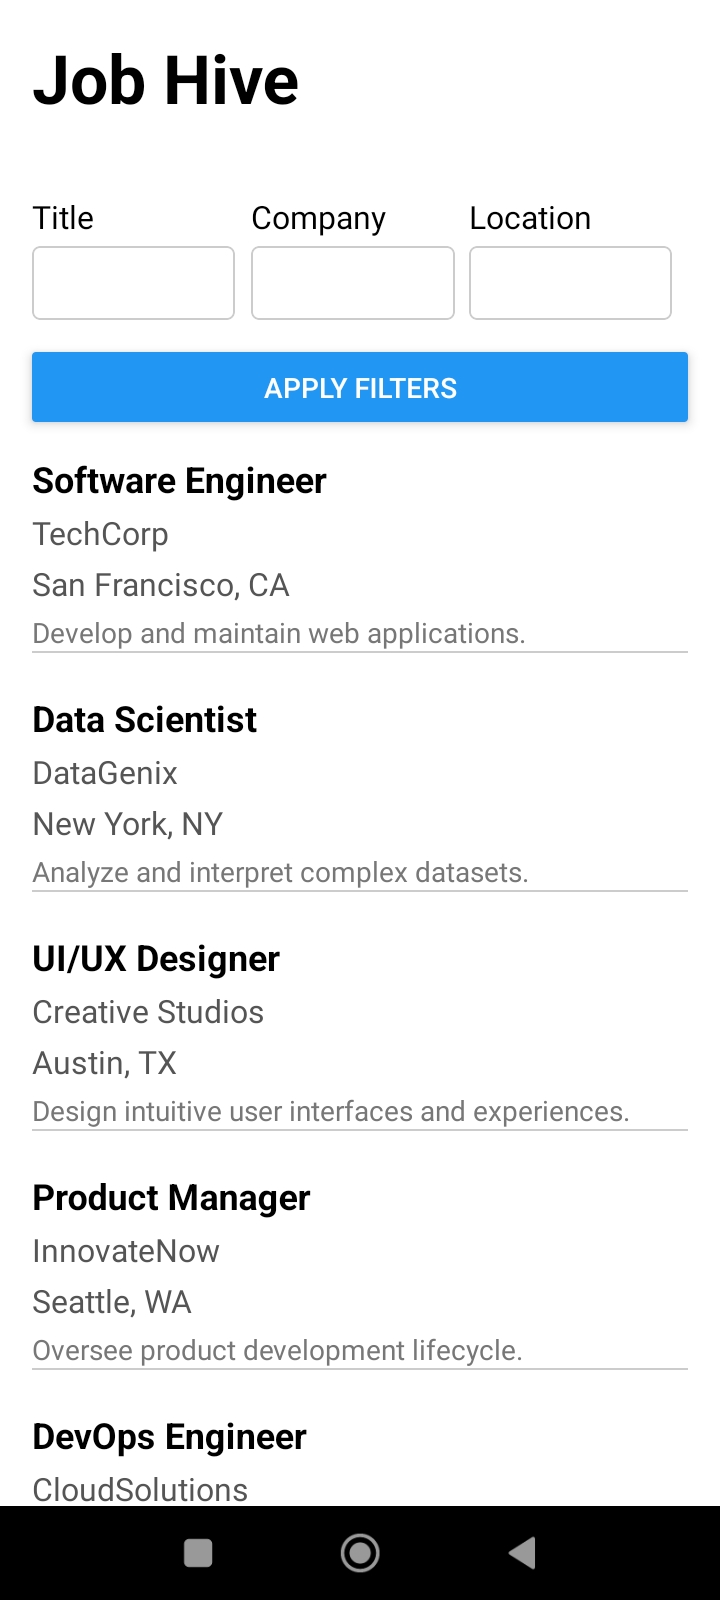 Job Hive
Title Company Location
APPLY FILTERS
Software Engineer
TechCorp
San Francisco, CA
Develop and maintain web applications.
Data Scientist
DataGenix
New York, NY
Analyze and interpret complex datasets.
UI/UX Designer
Creative Studios
Austin, TX
Design intuitive user interfaces and experiences.
Product Manager
InnovateNow
Seattle, WA
Oversee product development lifecycle.
DevOps Engineer
CloudSolutions